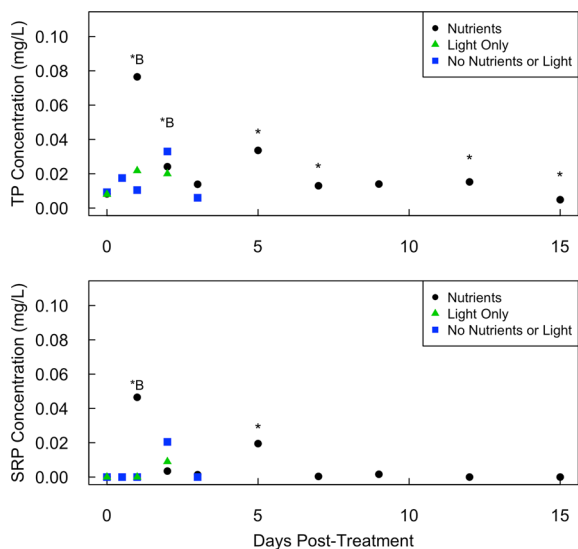 TP Concentration (mg/L)
0.10
0.08
0.06
0.04
0.02
0.00
*B
*B
*
*
*
*
Nutrients
Light Only
No Nutrients or Light
0 5 10 15
SRP Concentration (mg/L)
0.10
0.08
0.06
0.04
0.02
0.00
*B
*
Nutrients
Light Only
No Nutrients or Light
0 5 10 15
Days Post-Treatment